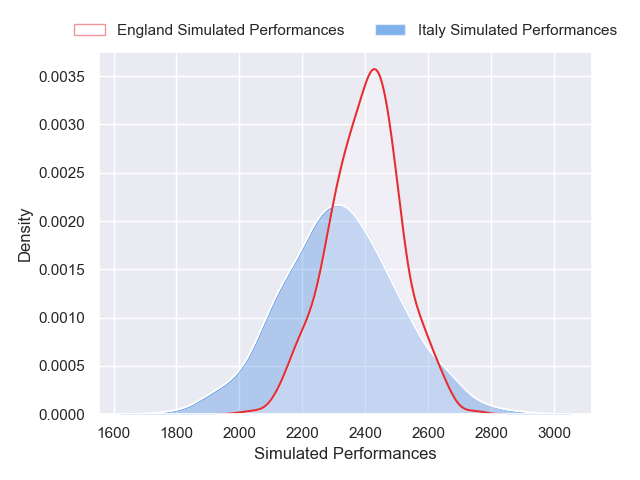 England Simulated Performances
Italy Simulated Performances
0.0035
0.0030
0.0025
0.0020
0.0015
0.0010
0.0005
0.0000
Density
1600 1800 2000 2200 2400 2600 2800 3000
Simulated Performances